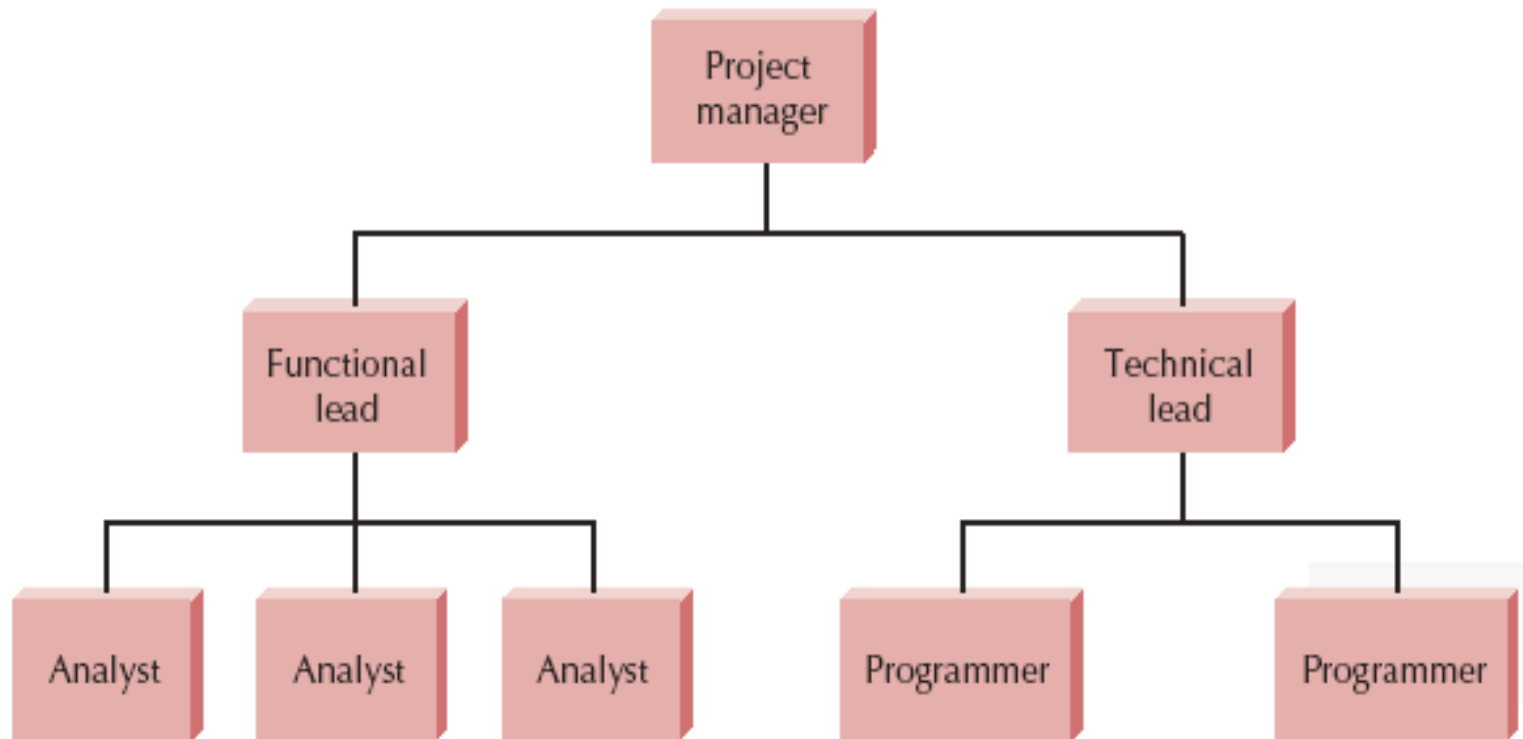 Project
manager
Functional
lead
Technical
lead
Analyst
Analyst
Analyst
Programmer
Programmer